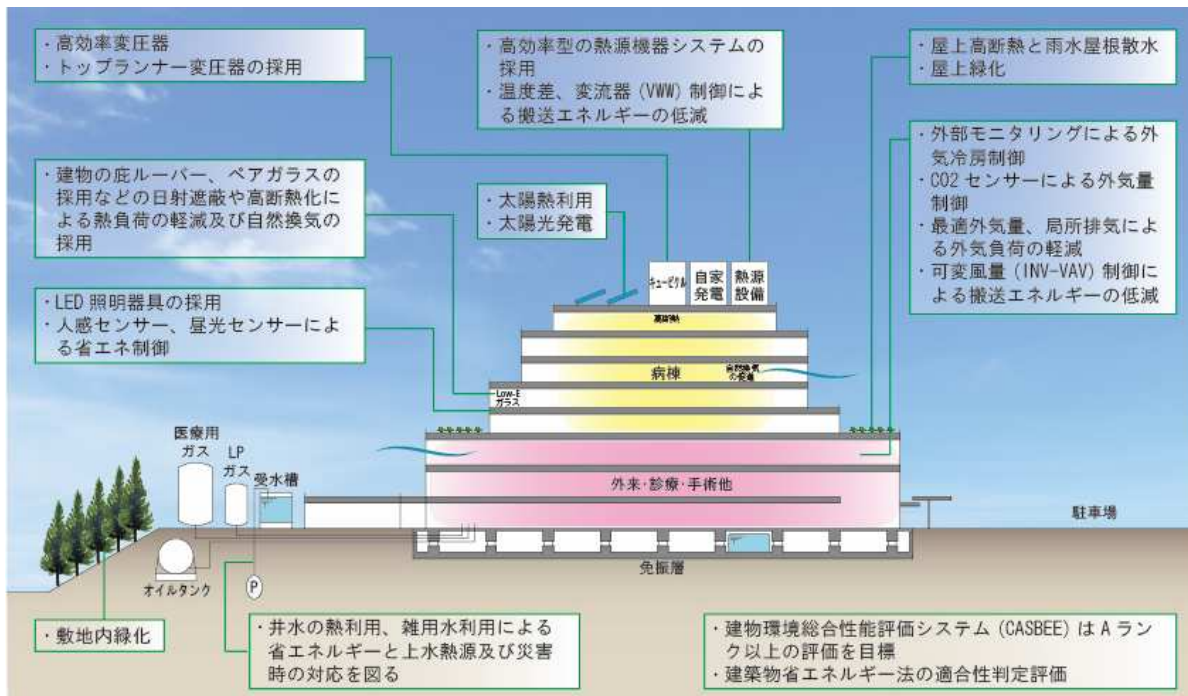 ・高効率変圧器
・トップランナー変圧器の採用
・高効率型の熱源機器システムの
採用
・温度差、変流器 (VWW) 制御によ
る搬送エネルギーの低減
・屋上高断熱と雨水屋根散水
・屋上緑化
・建物の庇ルーバー、ペアガラスの
採用などの日射遮蔽や高断熱化
による熱負荷の軽減及び自然換気の
採用
・太陽熱利用
・太陽光発電
・外部モニタリングによる外
気冷房制御
・CO2 センサーによる外気量
制御
・最適外気量、局所排気によ
る外気負荷の軽減
・可変風量 (INV-VAV) 制御によ
る搬送エネルギーの低減
・LED 照明器具の採用
・人感センサー、昼光センサーによ
る省エネ制御
キュービクル
自家
発電
熱源
設備
高断熱
病棟
自然換気
の促進
Low-E
ガラス
医療用
ガス
LP
ガス
受水槽
外来・診療・手術他
駐車場
免振層
オイルタンク
P
・敷地内緑化
・井水の熱利用、雑用水利用による
省エネルギーと上水熱源及び災害
時の対応を図る
・建物環境総合性能評価システム (CASBEE) は A ラン
ク以上の評価を目標
・建築物省エネルギー法の適合性判定評価